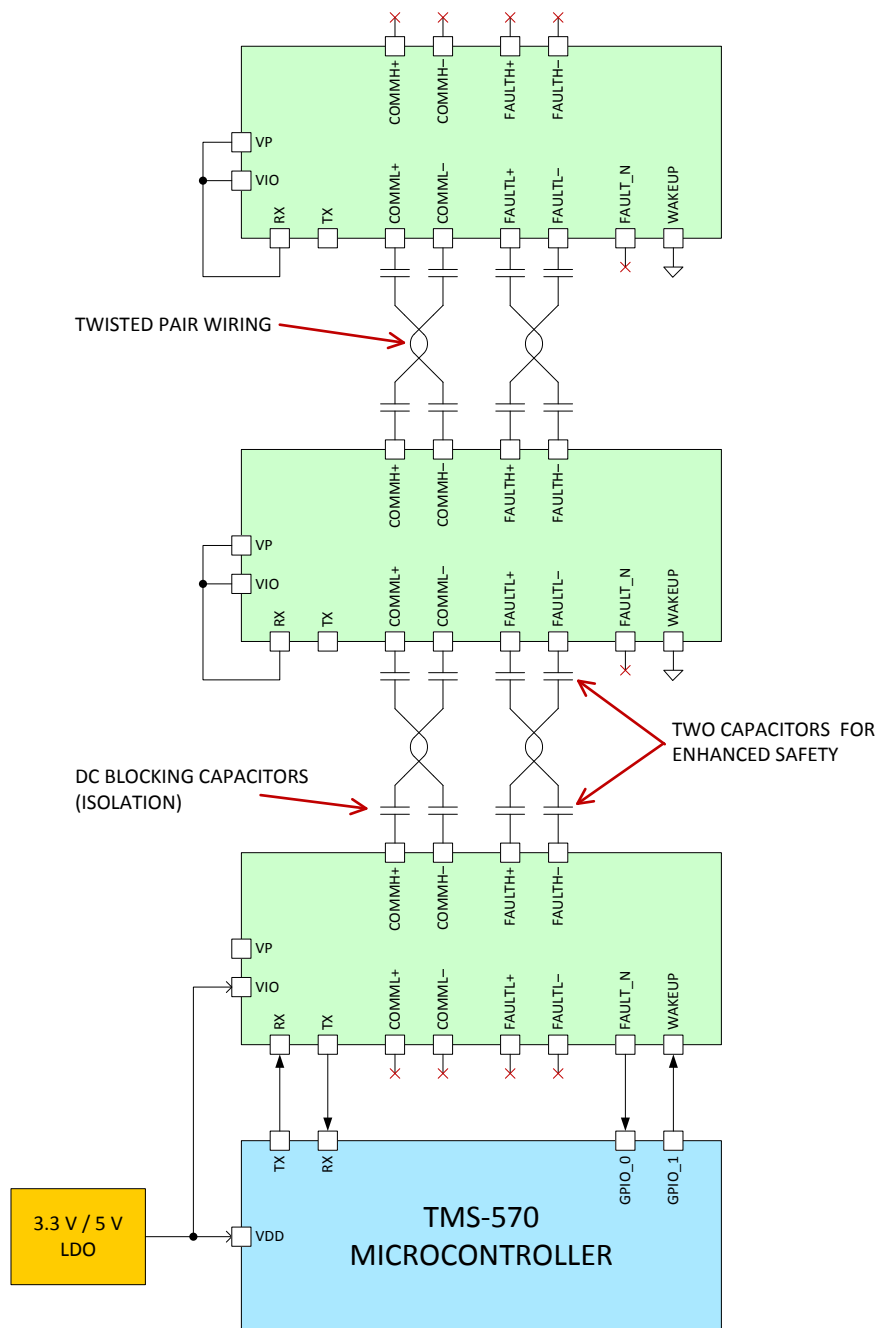 COMMH+
COMMH−
FAULTH+
FAULTH−
VP
VIO
RX
TX
COMML+
COMML−
FAULTL+
FAULTL−
FAULT_N
WAKEUP
TWISTED PAIR WIRING
COMMH+
COMMH−
FAULTH+
FAULTH−
VP
VIO
RX
TX
COMML+
COMML−
FAULTL+
FAULTL−
FAULT_N
WAKEUP
TWO CAPACITORS FOR
ENHANCED SAFETY
DC BLOCKING CAPACITORS
(ISOLATION)
COMMH+
COMMH−
FAULTH+
FAULTH−
VP
VIO
RX
TX
COMML+
COMML−
FAULTL+
FAULTL−
FAULT_N
WAKEUP
TX
RX
GPIO_0
GPIO_1
3.3 V / 5 V
LDO
VDD
TMS-570
MICROCONTROLLER